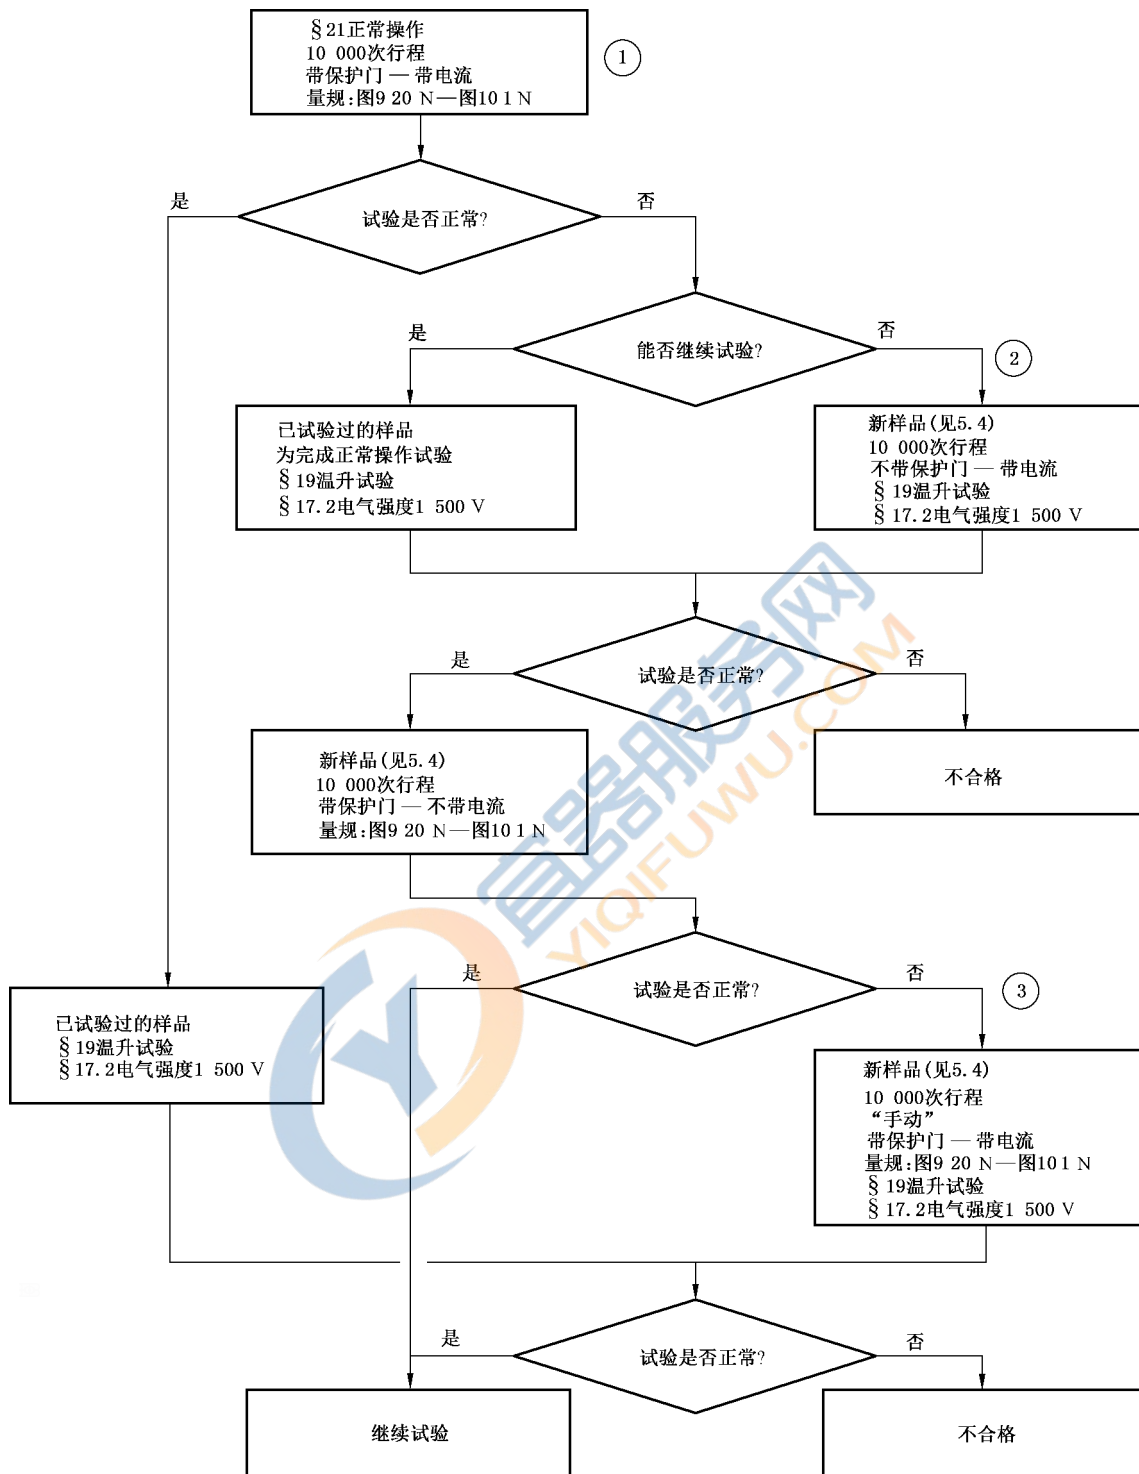 §21正常操作
10 000次行程
带保护门 — 带电流
量规:图9 20 N—图10 1 N
①
是
试验是否正常?
否
是
能否继续试验?
否
②
已试验过的样品
为完成正常操作试验
§19温升试验
§17.2电气强度1 500 V
新样品(见5.4)
10 000次行程
不带保护门 — 带电流
§19温升试验
§17.2电气强度1 500 V
是
试验是否正常?
否
新样品(见5.4)
10 000次行程
带保护门 — 不带电流
量规:图9 20 N—图10 1 N
不合格
是
试验是否正常?
否
③
已试验过的样品
§19温升试验
§17.2电气强度1 500 V
新样品(见5.4)
10 000次行程
“手动”
带保护门 — 带电流
量规:图9 20 N—图10 1 N
§19温升试验
§17.2电气强度1 500 V
是
试验是否正常?
否
继续试验
不合格
宜器服务网
YIQIFUWU.COM